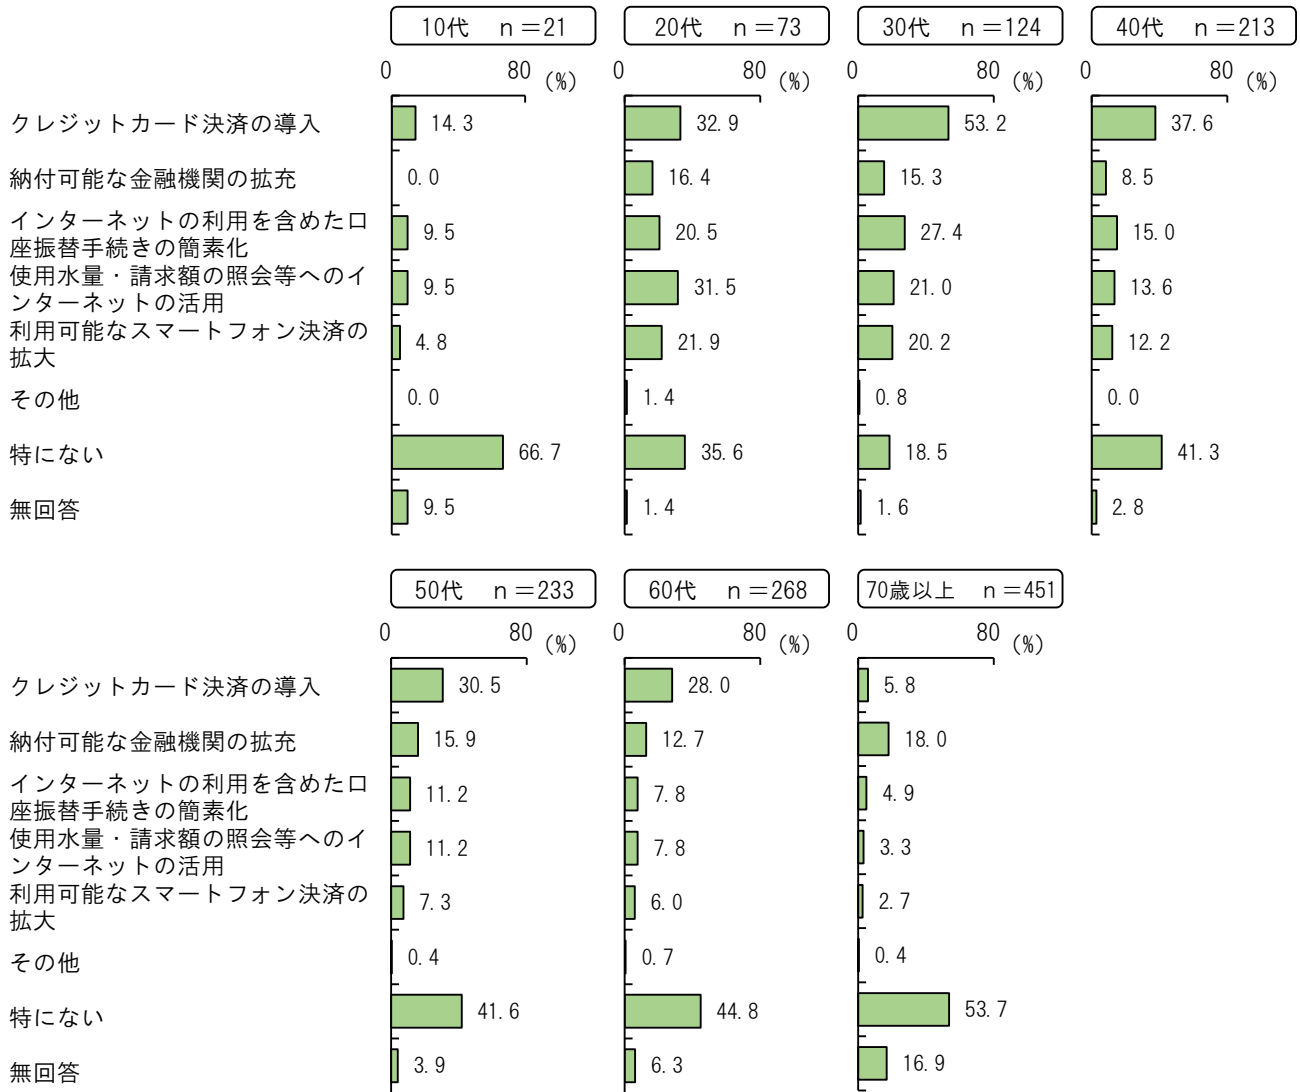 10代 n=21 20代 n=73 30代 n=124 40代 n=213
0 80 (%) 0 80 (%) 0 80 (%) 0 80 (%)
クレジットカード決済の導入 14.3 32.9 53.2 37.6
納付可能な金融機関の拡充 0.0 16.4 15.3 8.5
インターネットの利用を含めた口
座振替手続きの簡素化 9.5 20.5 27.4 15.0
使用水量・請求額の照会等へのイ
ンターネットの活用 9.5 31.5 21.0 13.6
利用可能なスマートフォン決済の
拡大 4.8 21.9 20.2 12.2
その他 0.0 1.4 0.8 0.0
特にない 66.7 35.6 18.5 41.3
無回答 9.5 1.4 1.6 2.8
50代 n=233 60代 n=268 70歳以上 n=451
0 80 (%) 0 80 (%) 0 80 (%)
クレジットカード決済の導入 30.5 28.0 5.8
納付可能な金融機関の拡充 15.9 12.7 18.0
インターネットの利用を含めた口
座振替手続きの簡素化 11.2 7.8 4.9
使用水量・請求額の照会等へのイ
ンターネットの活用 11.2 7.8 3.3
利用可能なスマートフォン決済の
拡大 7.3 6.0 2.7
その他 0.4 0.7 0.4
特にない 41.6 44.8 53.7
無回答 3.9 6.3 16.9